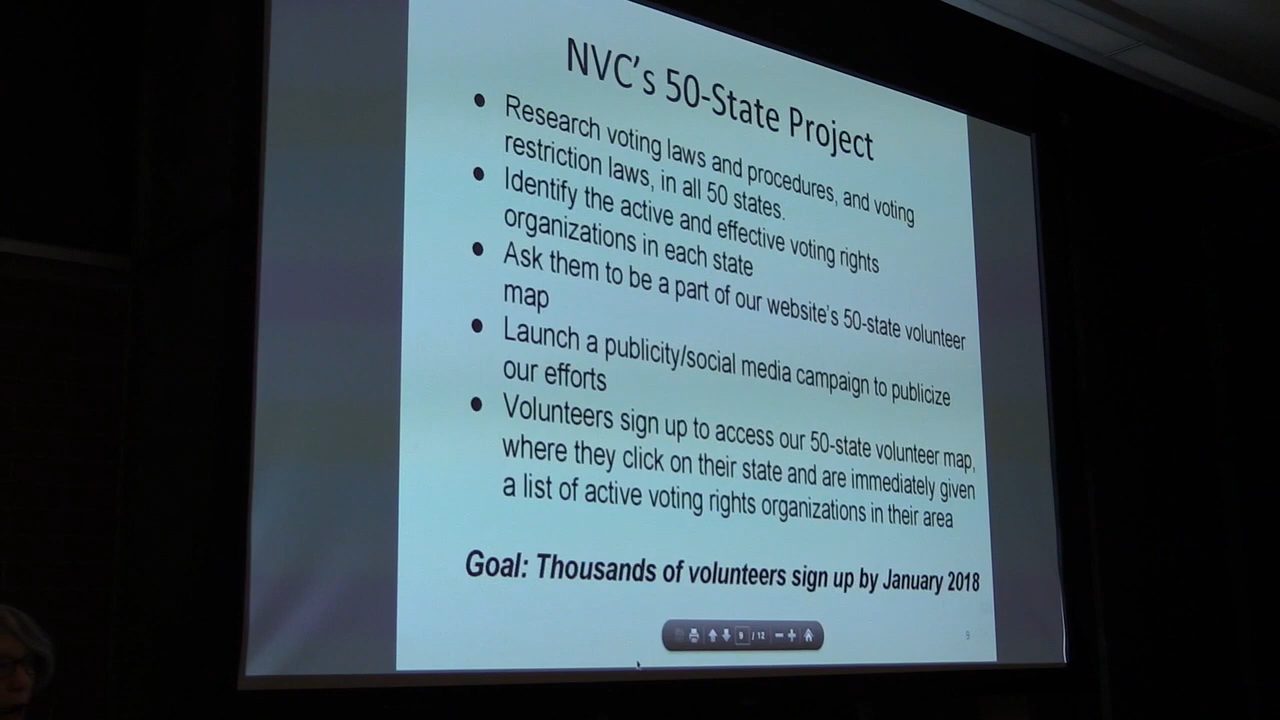 NVC's 50-State Project
● Research voting laws and procedures, and voting
restriction laws, in all 50 states.
● Identify the active and effective voting rights
organizations in each state
● Ask them to be a part of our website's 50-state volunteer
map
● Launch a publicity/social media campaign to publicize
our efforts
● Volunteers sign up to access our 50-state volunteer map,
where they click on their state and are immediately given
a list of active voting rights organizations in their area
Goal: Thousands of volunteers sign up by January 2018
9 / 12
9